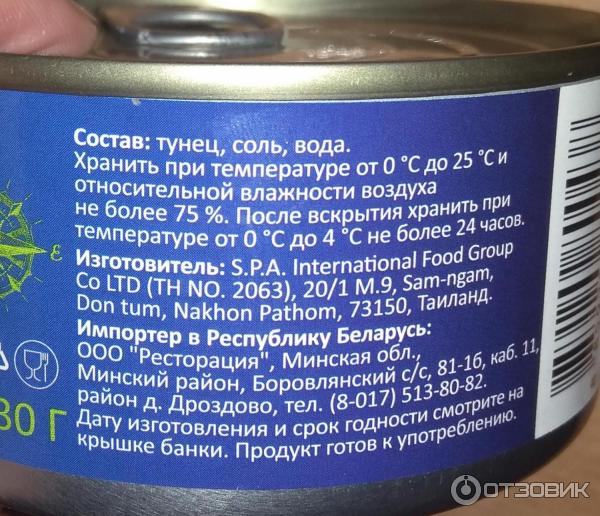 Состав: тунец, соль, вода.
Хранить при температуре от 0 °С до 25 °С и
относительной влажности воздуха
не более 75 %. После вскрытия хранить при
температуре от 0 °С до 4 °С не более 24 часов.
Изготовитель: S.P.A. International Food Group
Co LTD (TH NO. 2063), 20/1 M.9, Sam-ngam,
Don tum, Nakhon Pathom, 73150, Таиланд.
Импортер в Республику Беларусь:
ООО "Ресторация", Минская обл.,
Минский район, Боровлянский с/с, 81-1б, каб. 11,
район д. Дроздово, тел. (8-017) 513-80-82.
Дату изготовления и срок годности смотрите на
крышке банки. Продукт готов к употреблению.
ε
80 Г
ОТЗОВИК